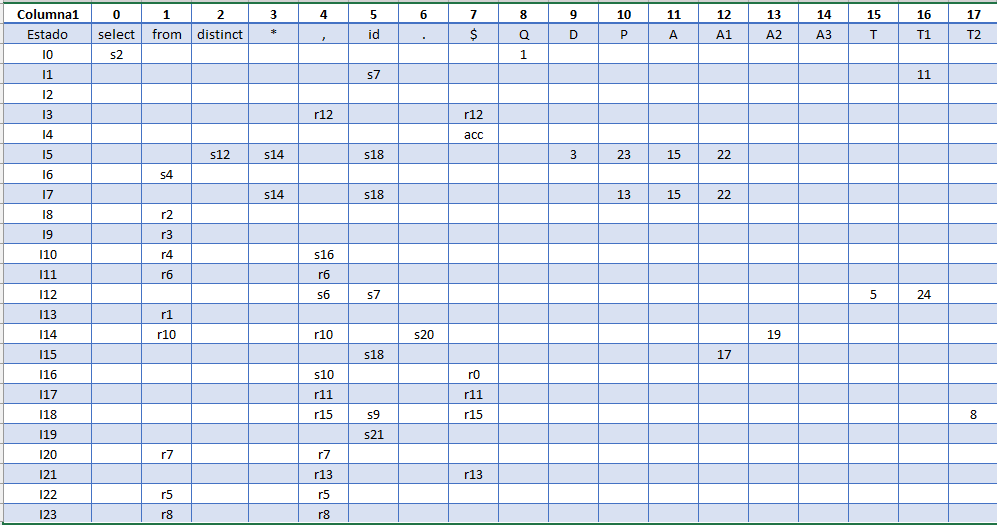 Columna1 0 1 2 3 4 5 6 7 8 9 10 11 12 13 14 15 16 17
Estado select from distinct * , id . $ Q D P A A1 A2 A3 T T1 T2
I0 s2 1
I1 s7 11
I2
I3 r12 r12
I4 acc
I5 s12 s14 s18 3 23 15 22
I6 s4
I7 s14 s18 13 15 22
I8 r2
I9 r3
I10 r4 s16
I11 r6 r6
I12 s6 s7 5 24
I13 r1
I14 r10 r10 s20 19
I15 s18 17
I16 s10 r0
I17 r11 r11
I18 r15 s9 r15 8
I19 s21
I20 r7 r7
I21 r13 r13
I22 r5 r5
I23 r8 r8